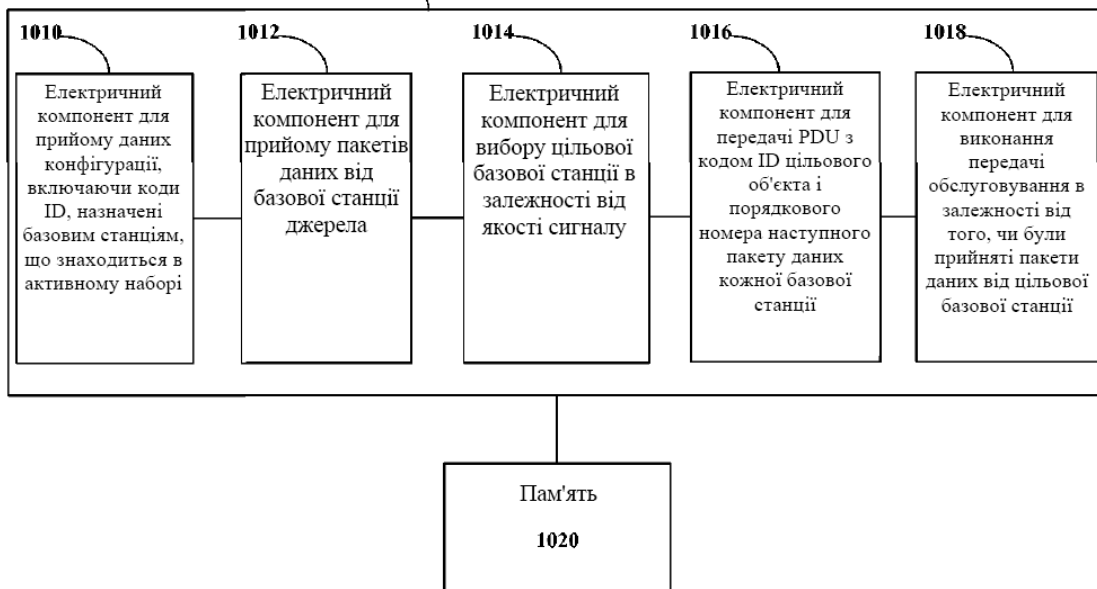 1010
1012
1014
1016
1018
Електричний
компонент для
прийому даних
конфігурації,
включаючи коди
ID, назначені
базовим станціям,
що знаходиться в
активному наборі
Електричний
компонент для
прийому пакетів
даних від
базової станції
джерела
Електричний
компонент для
вибору цільової
базової станції в
залежності від
якості сигналу
Електричний
компонент для
передачі PDU з
кодом ID цільового
об'єкта і
порядкового
номера наступного
пакету даних
кожної базової
станції
Електричний
компонент для
виконання
передачі
обслуговування в
залежності від
того, чи були
прийняті пакети
даних від цільової
базової станції
Пам'ять
1020